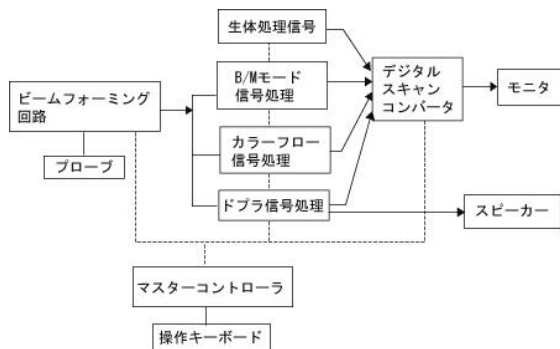 生体処理信号
B/Mモード
信号処理
デジタル
スキャン
コンバータ
モニタ
ビームフォーミング
回路
カラーフロー
信号処理
プローブ
ドプラ信号処理
スピーカー
マスターコントローラ
操作キーボード